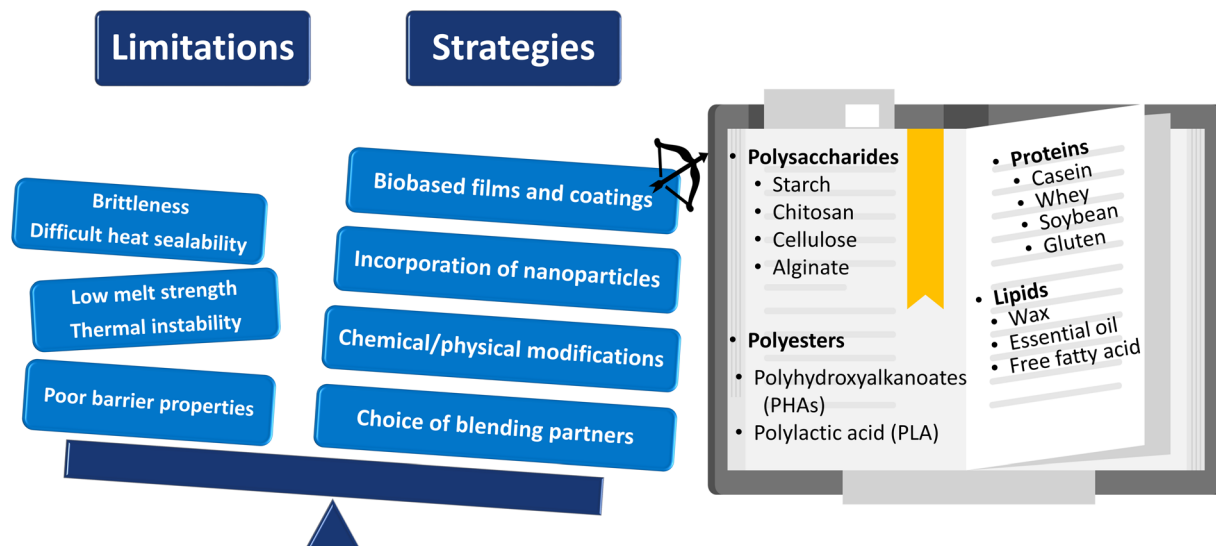 Limitations
Strategies
Brittleness
Difficult heat sealability
Low melt strength
Thermal instability
Poor barrier properties
Biobased films and coatings
Incorporation of nanoparticles
Chemical/physical modifications
Choice of blending partners
• Polysaccharides
• Starch
• Chitosan
• Cellulose
• Alginate
• Polyesters
• Polyhydroxyalkanoates
(PHAs)
• Polylactic acid (PLA)
• Proteins
• Casein
• Whey
• Soybean
• Gluten
• Lipids
• Wax
• Essential oil
• Free fatty acid